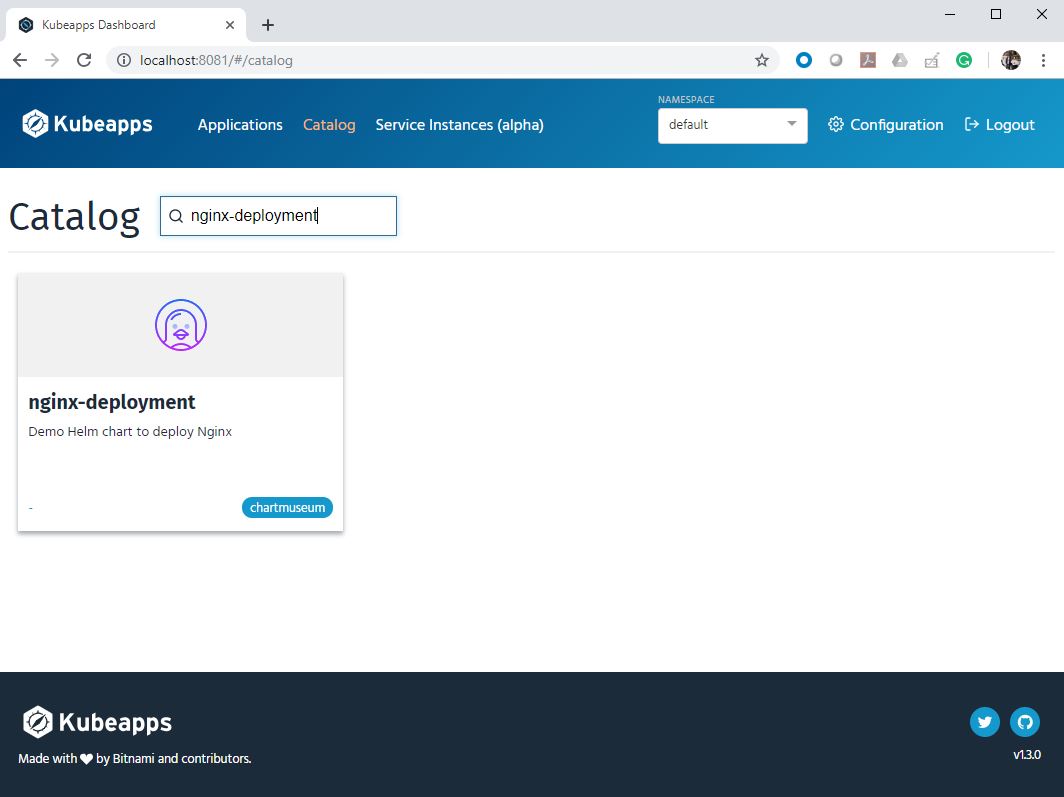 Kubeapps Dashboard
localhost:8081/#/catalog
NAMESPACE
Kubeapps Applications Catalog Service Instances (alpha) default Configuration Logout
Catalog nginx-deployment
nginx-deployment
Demo Helm chart to deploy Nginx
- chartmuseum
Kubeapps
Made with by Bitnami and contributors.
v1.3.0